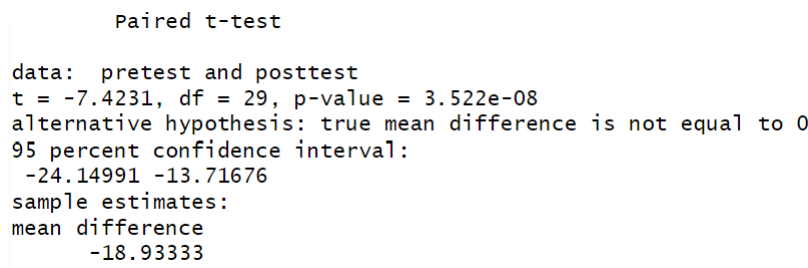 Paired t-test
data:  pretest and posttest
t = -7.4231, df = 29, p-value = 3.522e-08
alternative hypothesis: true mean difference is not equal to 0
95 percent confidence interval:
 -24.14991 -13.71676
sample estimates:
mean difference
      -18.93333